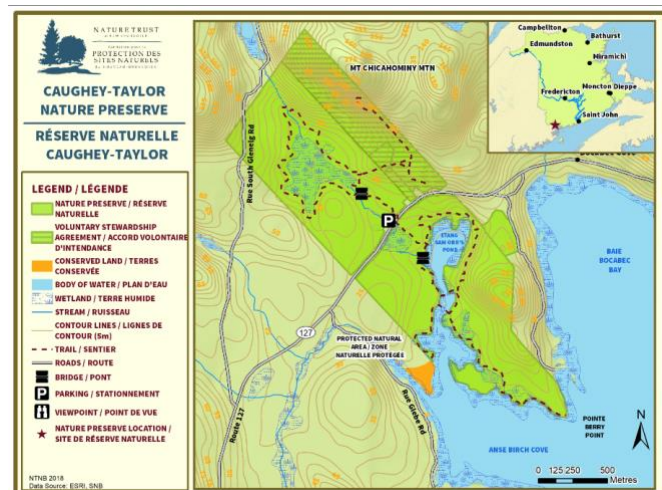 NATURE TRUST
PROTECTION DES
SITES NATURELS
CAUGHEY-TAYLOR
NATURE PRESERVE
RÉSERVE NATURELLE
CAUGHEY-TAYLOR
LEGEND / LÉGENDE
NATURE PRESERVE / RÉSERVE
NATURELLE
VOLUNTARY STEWARDSHIP
AGREEMENT / ACCORD VOLONTAIRE
D'INTENDANCE
CONSERVED LAND / TERRES
CONSERVÉE
BODY OF WATER / PLAN D'EAU
WETLAND / TERRE HUMIDE
STREAM / RUISSEAU
CONTOUR LINES / LIGNES DE
CONTOUR (5m)
TRAIL / SENTIER
ROADS / ROUTE
BRIDGE / PONT
P
PARKING / STATIONNEMENT
VIEWPOINT / POINT DE VUE
NATURE PRESERVE LOCATION /
SITE DE RÉSERVE NATURELLE
NTNB 2018
Data Source: ESRI, SNB
MT CHICAHOMINY MTN
Rue South Glenelg Rd
P
ETANG
SAM ORR'S
POND
BAIE
BOCABEC
BAY
127
PROTECTED NATURAL
AREA / ZONE
NATURELLE PROTÉGÉE
Route 127
Rue Glebe Rd
POINTE
BERRY
POINT
ANSE BIRCH COVE
N
0 125 250 500
Metres
Campbellton
Bathurst
Edmundston
Miramichi
Fredericton
Moncton Dieppe
Saint John